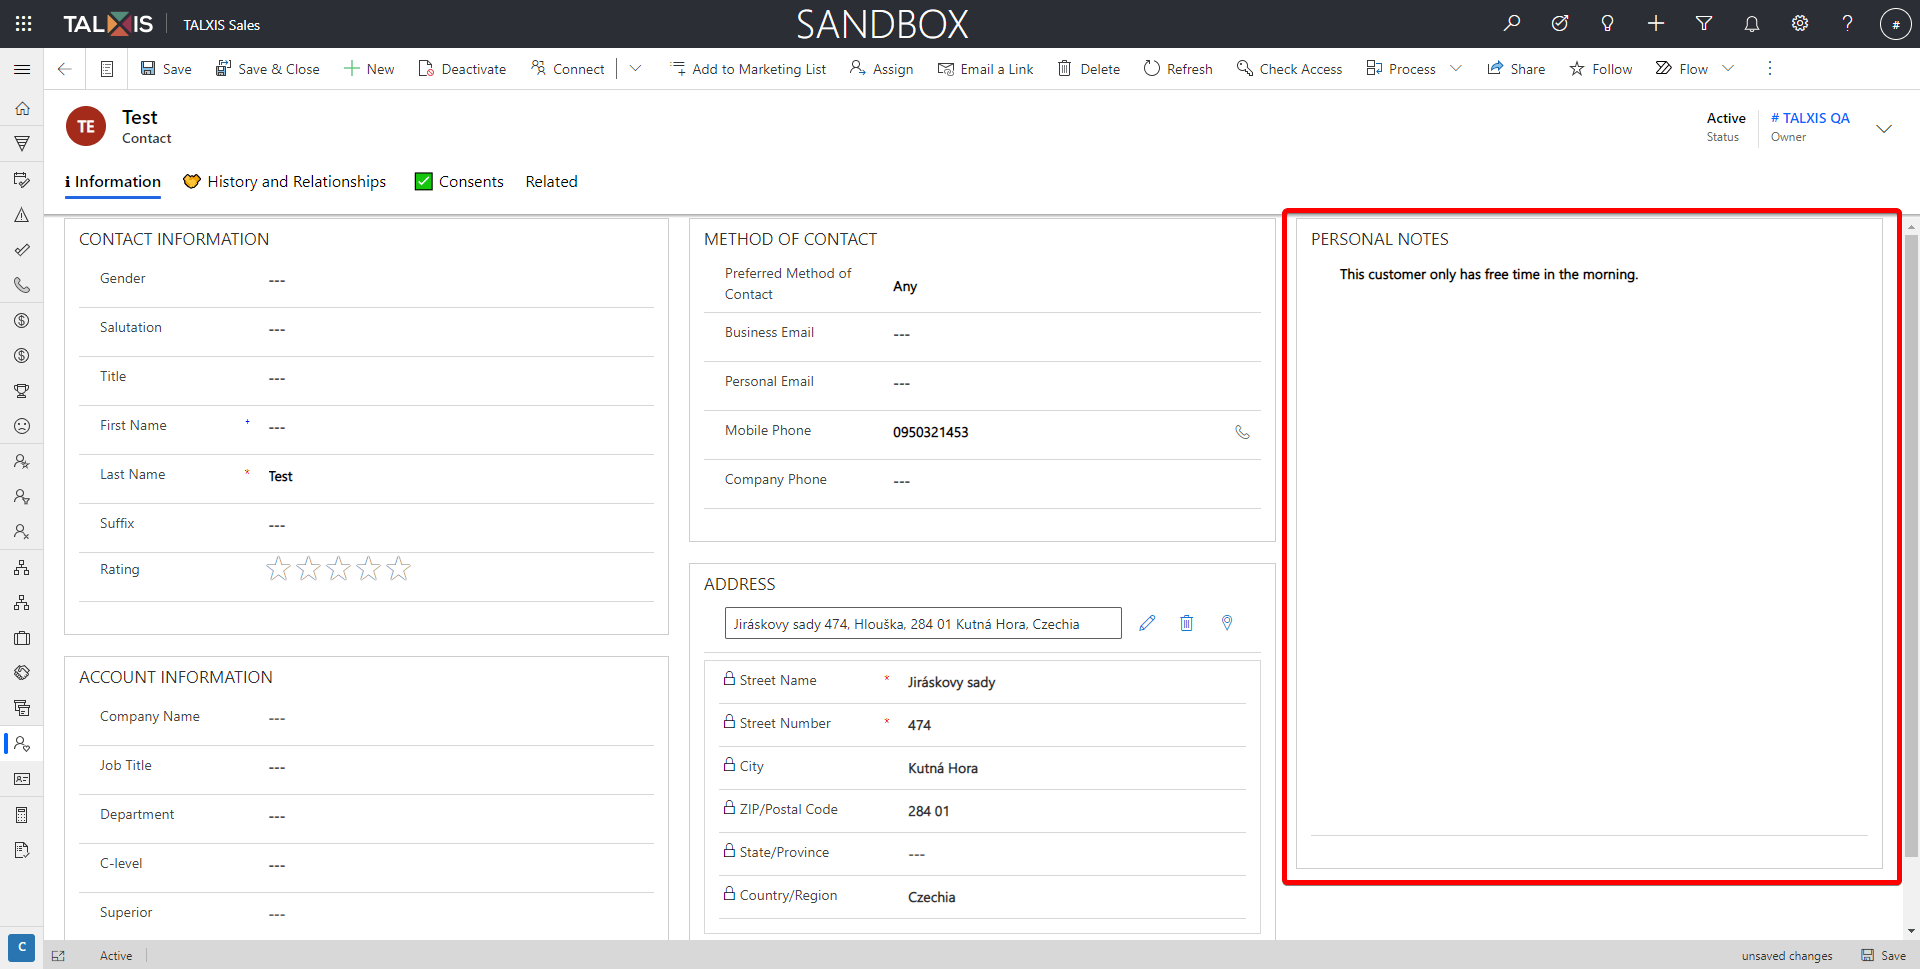 TALXIS
TALXIS Sales
SANDBOX
?
#
Save
Save & Close
New
Deactivate
Connect
Add to Marketing List
Assign
Email a Link
Delete
Refresh
Check Access
Process
Share
Follow
Flow
TE
Test
Contact
Active
Status
# TALXIS QA
Owner
i Information
History and Relationships
Consents
Related
CONTACT INFORMATION
Gender ---
Salutation ---
Title ---
First Name + ---
Last Name * Test
Suffix ---
Rating
ACCOUNT INFORMATION
Company Name ---
Job Title ---
Department ---
C-level ---
Superior ---
METHOD OF CONTACT
Preferred Method of
Contact
Any
Business Email ---
Personal Email ---
Mobile Phone 0950321453
Company Phone ---
ADDRESS
Jiráskovy sady 474, Hlouška, 284 01 Kutná Hora, Czechia
Street Name * Jiráskovy sady
Street Number * 474
City Kutná Hora
ZIP/Postal Code 284 01
State/Province ---
Country/Region Czechia
PERSONAL NOTES
This customer only has free time in the morning.
C
Active
unsaved changes
Save